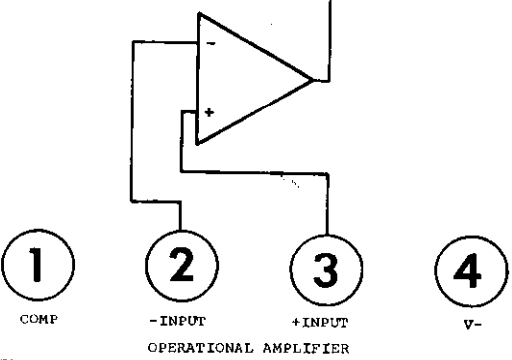 -
+
1 2 3 4
COMP -INPUT +INPUT V-
OPERATIONAL AMPLIFIER